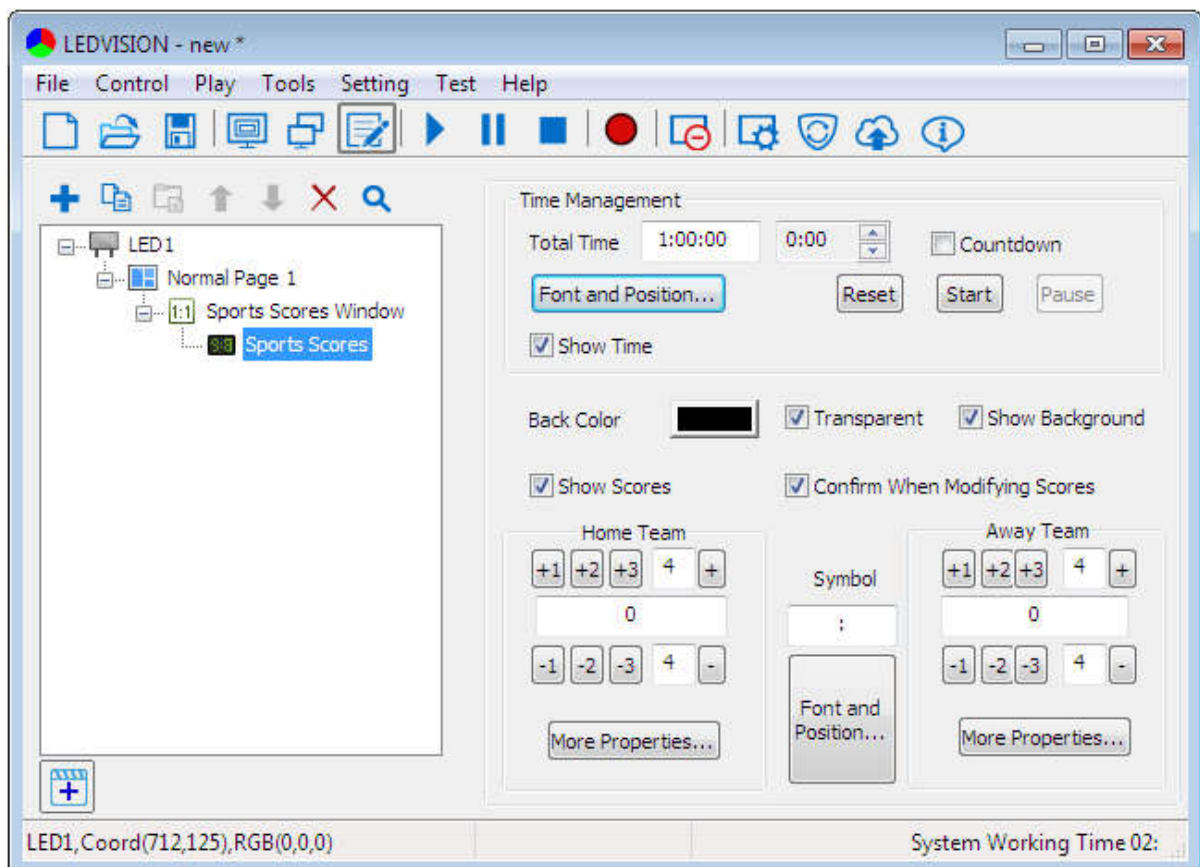 LEDVISION - new *
File Control Play Tools Setting Test Help
LED1
Normal Page 1
1:1 Sports Scores Window
9:8 Sports Scores
Time Management
Total Time 1:00:00 0:00 Countdown
Font and Position... Reset Start Pause
Show Time
Back Color Transparent Show Background
Show Scores Confirm When Modifying Scores
Home Team
+1 +2 +3 4 +
0
-1 -2 -3 4 -
More Properties...
Symbol
:
Font and
Position...
Away Team
+1 +2 +3 4 +
0
-1 -2 -3 4 -
More Properties...
LED1,Coord(712,125),RGB(0,0,0) System Working Time 02: